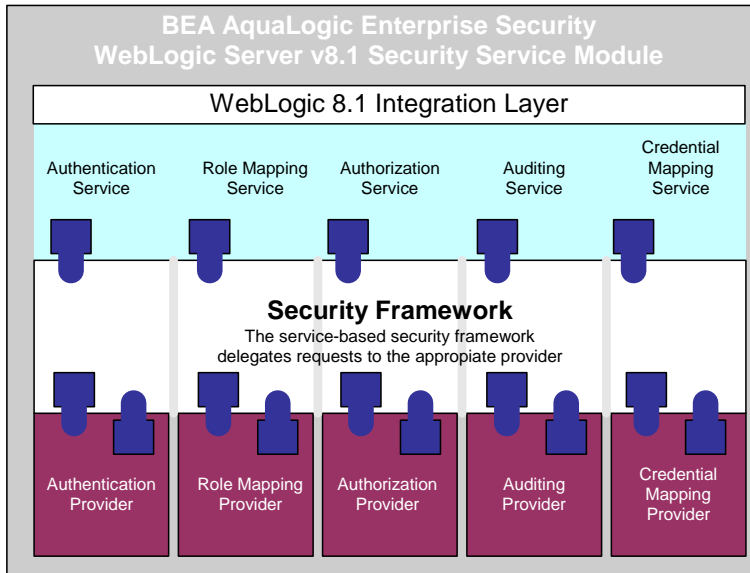 BEA AquaLogic Enterprise Security
WebLogic Server v8.1 Security Service Module
WebLogic 8.1 Integration Layer
Authentication
Service
Role Mapping
Service
Authorization
Service
Auditing
Service
Credential
Mapping
Service
Security Framework
The service-based security framework
delegates requests to the appropiate provider
Authentication
Provider
Role Mapping
Provider
Authorization
Provider
Auditing
Provider
Credential
Mapping
Provider